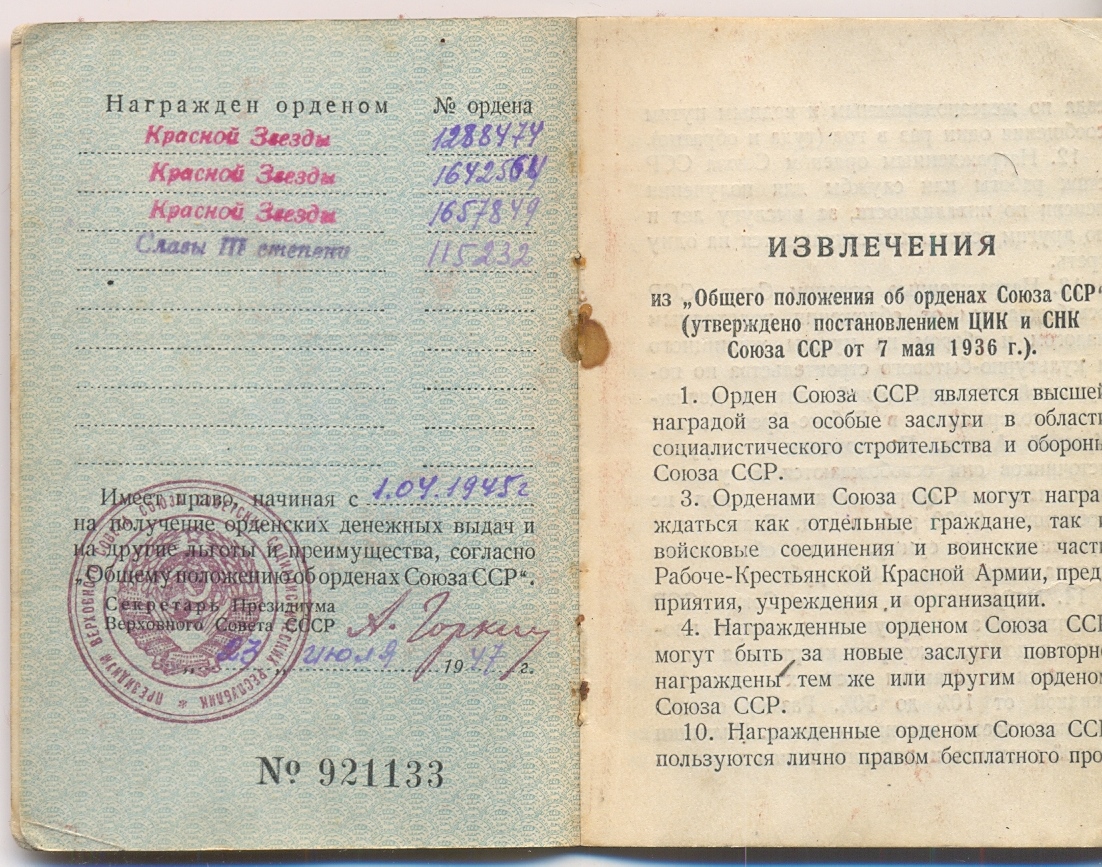 Награжден орденом № ордена
Красной Звезды 1288474
Красной Звезды 1642564
Красной Звезды 1657849
Славы III степени 115232
Имеет право, начиная с 1.04.1945г
на получение орденских денежных выдач и
на другие льготы и преимущества, согласно
„Общему положению об орденах Союза ССР“.
Секретарь Президиума
Верховного Совета СССР А. Горкин
„23„ июля 1947 г.
№ 921133
ИЗВЛЕЧЕНИЯ
из „Общего положения об орденах Союза ССР“
(утверждено постановлением ЦИК и СНК
Союза ССР от 7 мая 1936 г.).
1. Орден Союза ССР является высшей
наградой за особые заслуги в области
социалистического строительства и обороны
Союза ССР.
3. Орденами Союза ССР могут награ-
ждаться как отдельные граждане, так и
войсковые соединения и воинские части
Рабоче-Крестьянской Красной Армии, пред-
приятия, учреждения и организации.
4. Награжденные орденом Союза ССР
могут быть за новые заслуги повторно
награждены тем же или другим орденом
Союза ССР.
10. Награжденные орденом Союза ССР
пользуются лично правом бесплатного про-